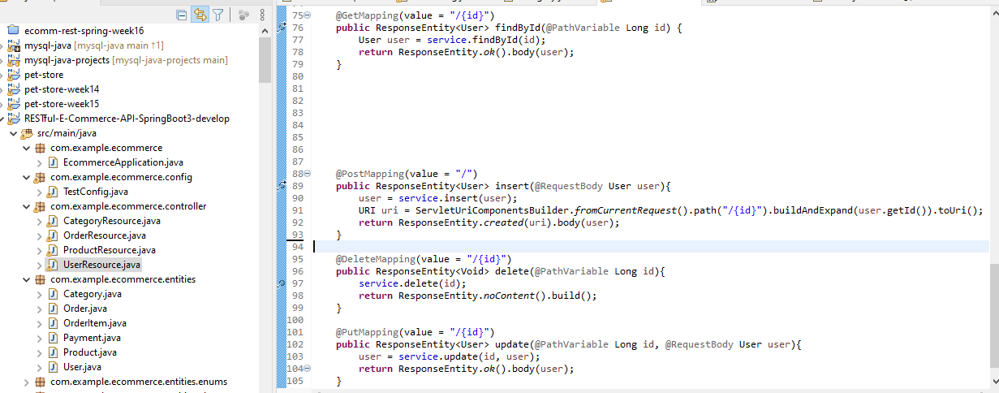 ecomm-rest-spring-week16
mysql-java [mysql-java main ↑1]
mysql-java-projects [mysql-java-projects main]
pet-store
pet-store-week14
pet-store-week15
RESTful-E-Commerce-API-SpringBoot3-develop
src/main/java
com.example.ecommerce
EcommerceApplication.java
com.example.ecommerce.config
TestConfig.java
com.example.ecommerce.controller
CategoryResource.java
OrderResource.java
ProductResource.java
UserResource.java
com.example.ecommerce.entities
Category.java
Order.java
OrderItem.java
Payment.java
Product.java
User.java
com.example.ecommerce.entities.enums
75 @GetMapping(value = "/{id}")
76 public ResponseEntity<User> findById(@PathVariable Long id) {
77 User user = service.findById(id);
78 return ResponseEntity.ok().body(user);
79 }
80
81
82
83
84
85
86
87
88 @PostMapping(value = "/")
89 public ResponseEntity<User> insert(@RequestBody User user){
90 user = service.insert(user);
91 URI uri = ServletUriComponentsBuilder.fromCurrentRequest().path("/{id}").buildAndExpand(user.getId()).toUri();
92 return ResponseEntity.created(uri).body(user);
93 }
94
95 @DeleteMapping(value = "/{id}")
96 public ResponseEntity<Void> delete(@PathVariable Long id){
97 service.delete(id);
98 return ResponseEntity.noContent().build();
99 }
100
101 @PutMapping(value = "/{id}")
102 public ResponseEntity<User> update(@PathVariable Long id, @RequestBody User user){
103 user = service.update(id, user);
104 return ResponseEntity.ok().body(user);
105 }